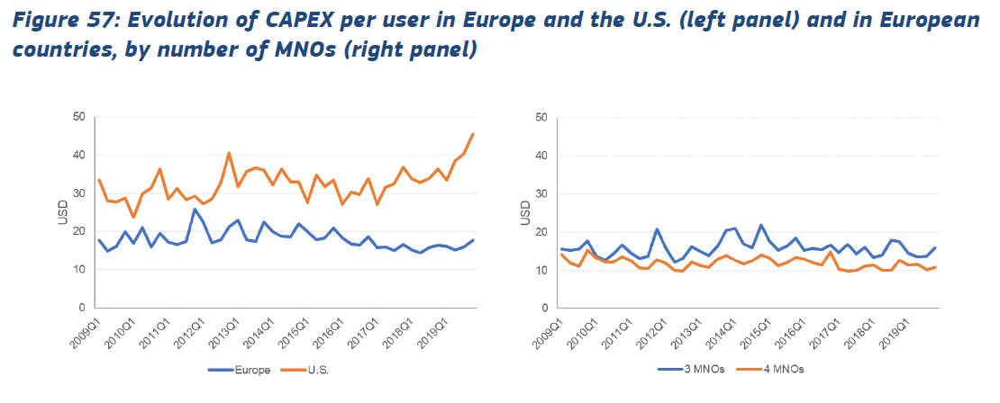 Figure 57: Evolution of CAPEX per user in Europe and the U.S. (left panel) and in European
countries, by number of MNOs (right panel)
50
40
30
20
10
0
USD
2009Q1
2010Q1
2011Q1
2012Q1
2013Q1
2014Q1
2015Q1
2016Q1
2017Q1
2018Q1
2019Q1
Europe
U.S.
50
40
30
20
10
0
USD
2009Q1
2010Q1
2011Q1
2012Q1
2013Q1
2014Q1
2015Q1
2016Q1
2017Q1
2018Q1
2019Q1
3 MNOs
4 MNOs